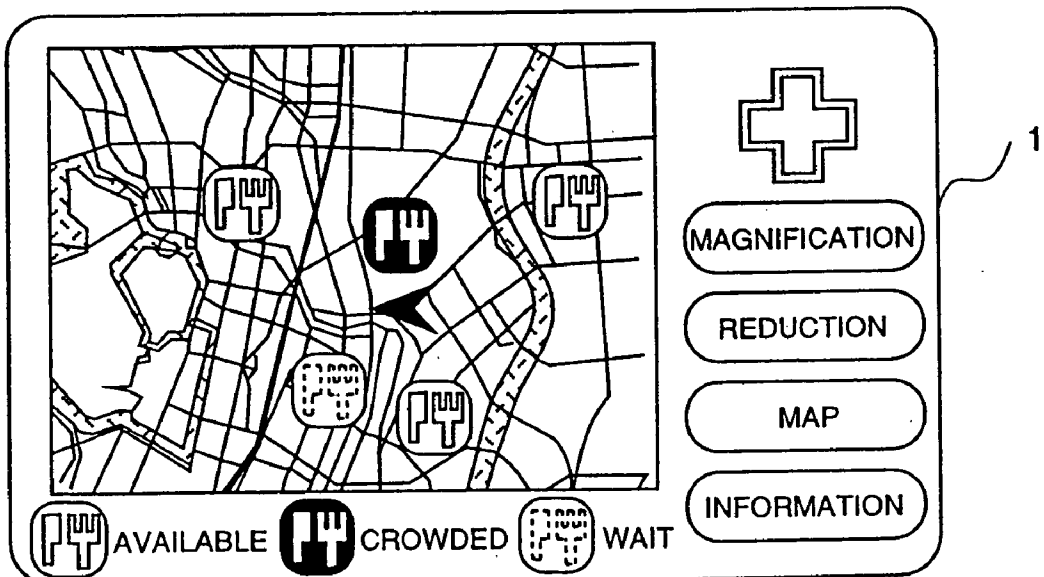 1
MAGNIFICATION
REDUCTION
MAP
INFORMATION
AVAILABLE CROWDED WAIT